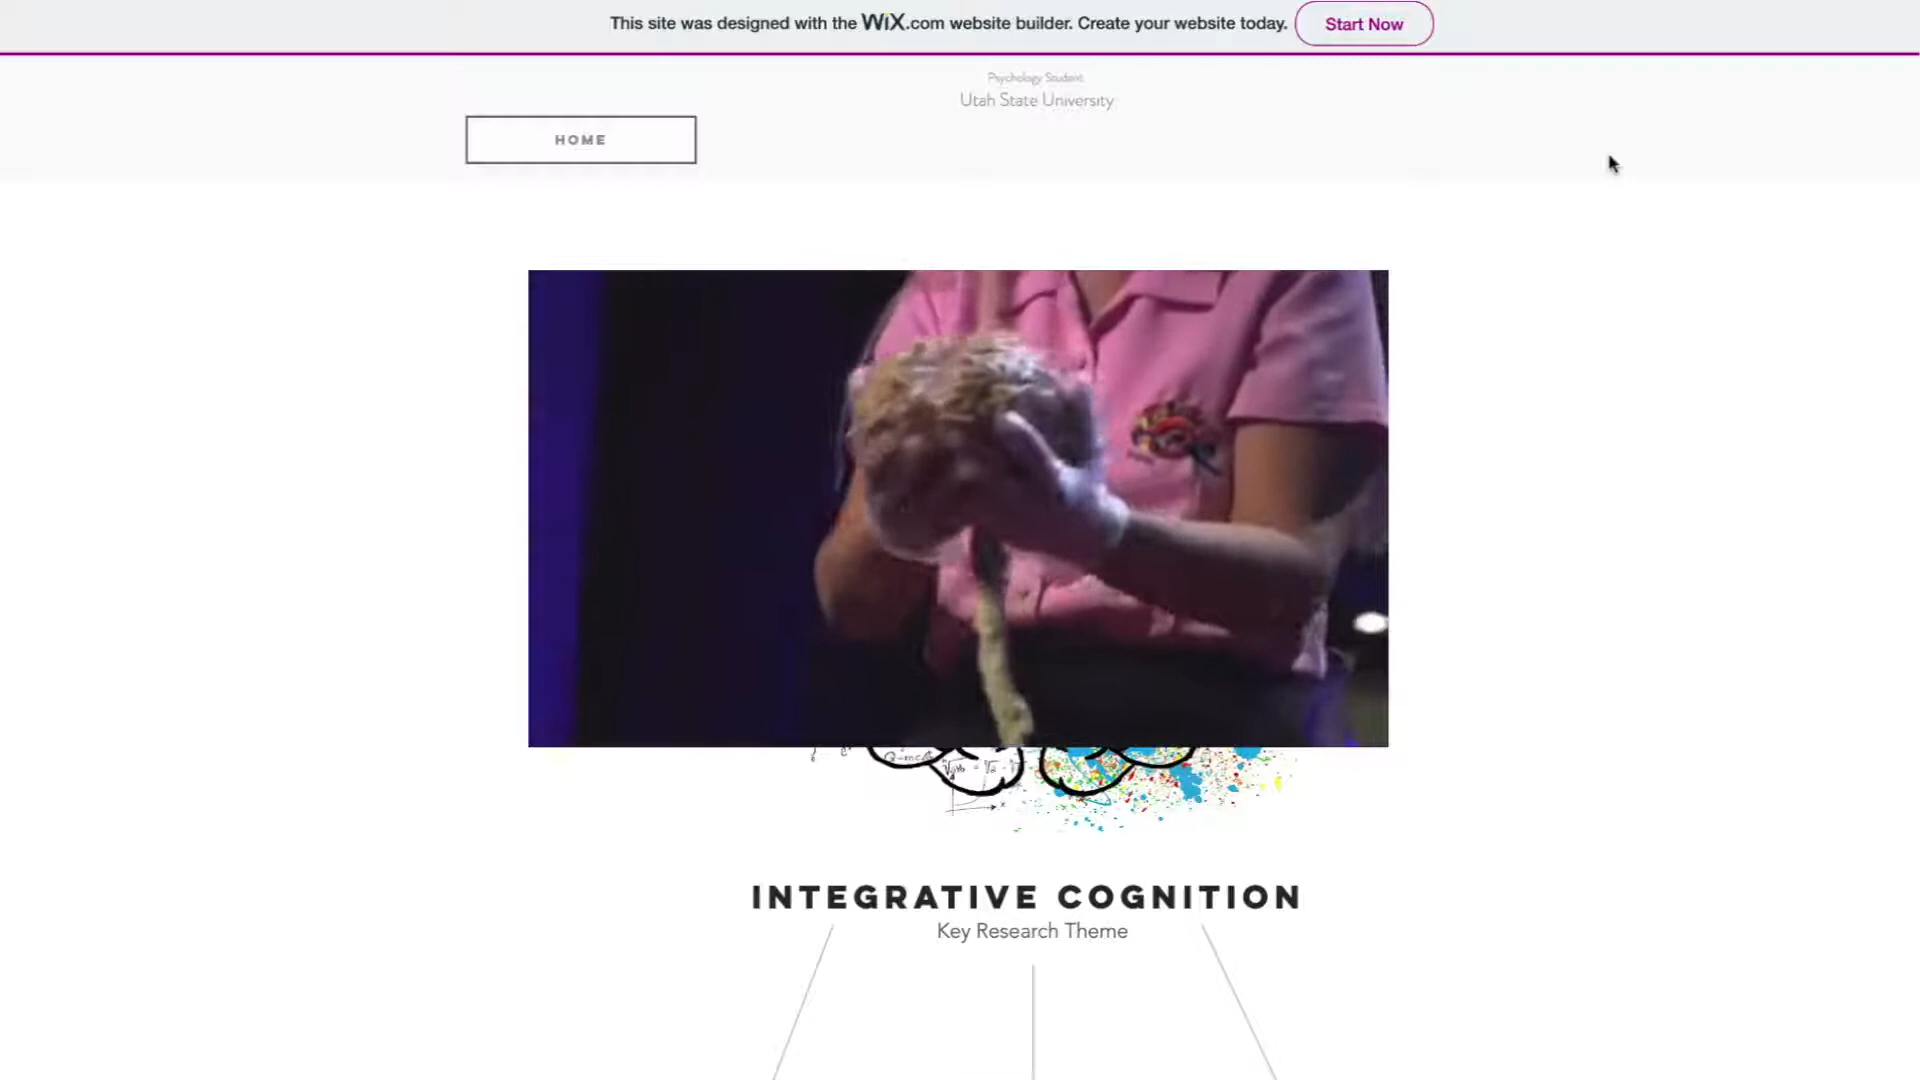 This site was designed with the WiX.com website builder. Create your website today. Start Now
Psychology Student
Utah State University
HOME
INTEGRATIVE COGNITION
Key Research Theme